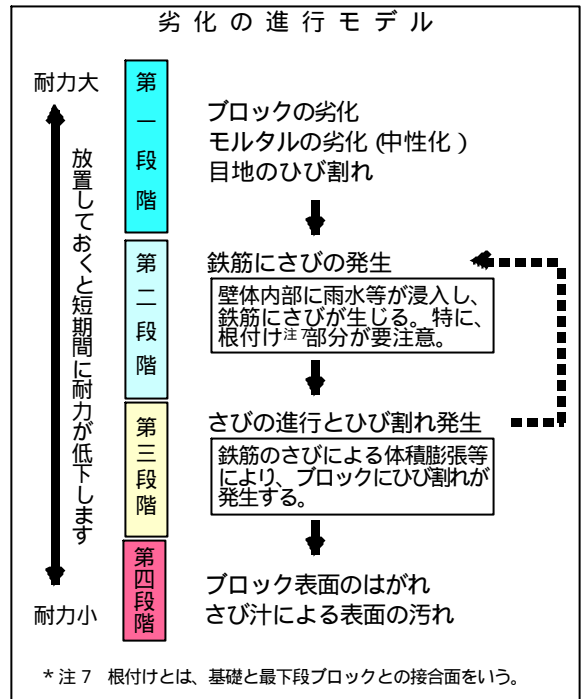 劣化の進行モデル
耐力大
放置しておくと短期間に耐力が低下します
耐力小
第一段階
ブロックの劣化
モルタルの劣化(中性化)
目地のひび割れ
第二段階
鉄筋にさびの発生
壁体内部に雨水等が浸入し、
鉄筋にさびが生じる。特に、
根付け注7部分が要注意。
第三段階
さびの進行とひび割れ発生
鉄筋のさびによる体積膨張等
により、ブロックにひび割れが
発生する。
第四段階
ブロック表面のはがれ
さび汁による表面の汚れ
*注7 根付けとは、基礎と最下段ブロックとの接合面をいう。